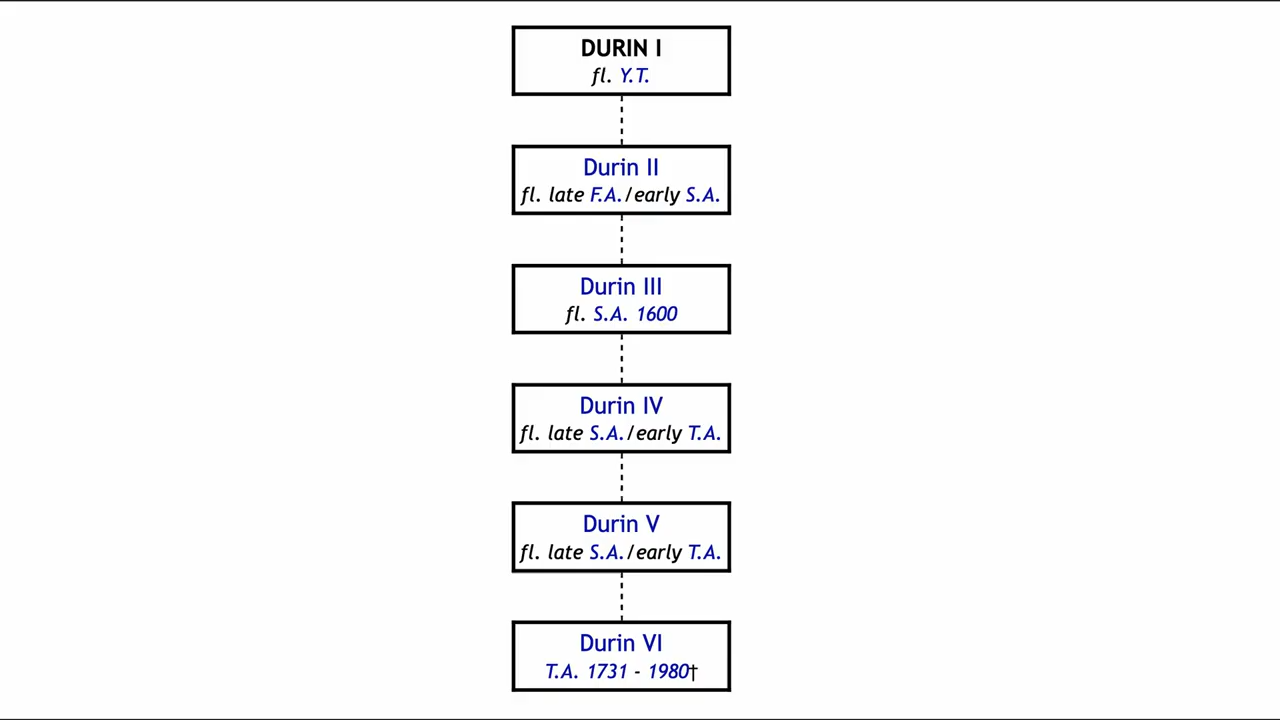 DURIN I
fl. Y.T.
Durin II
fl. late F.A./early S.A.
Durin III
fl. S.A. 1600
Durin IV
fl. late S.A./early T.A.
Durin V
fl. late S.A./early T.A.
Durin VI
T.A. 1731 - 1980†